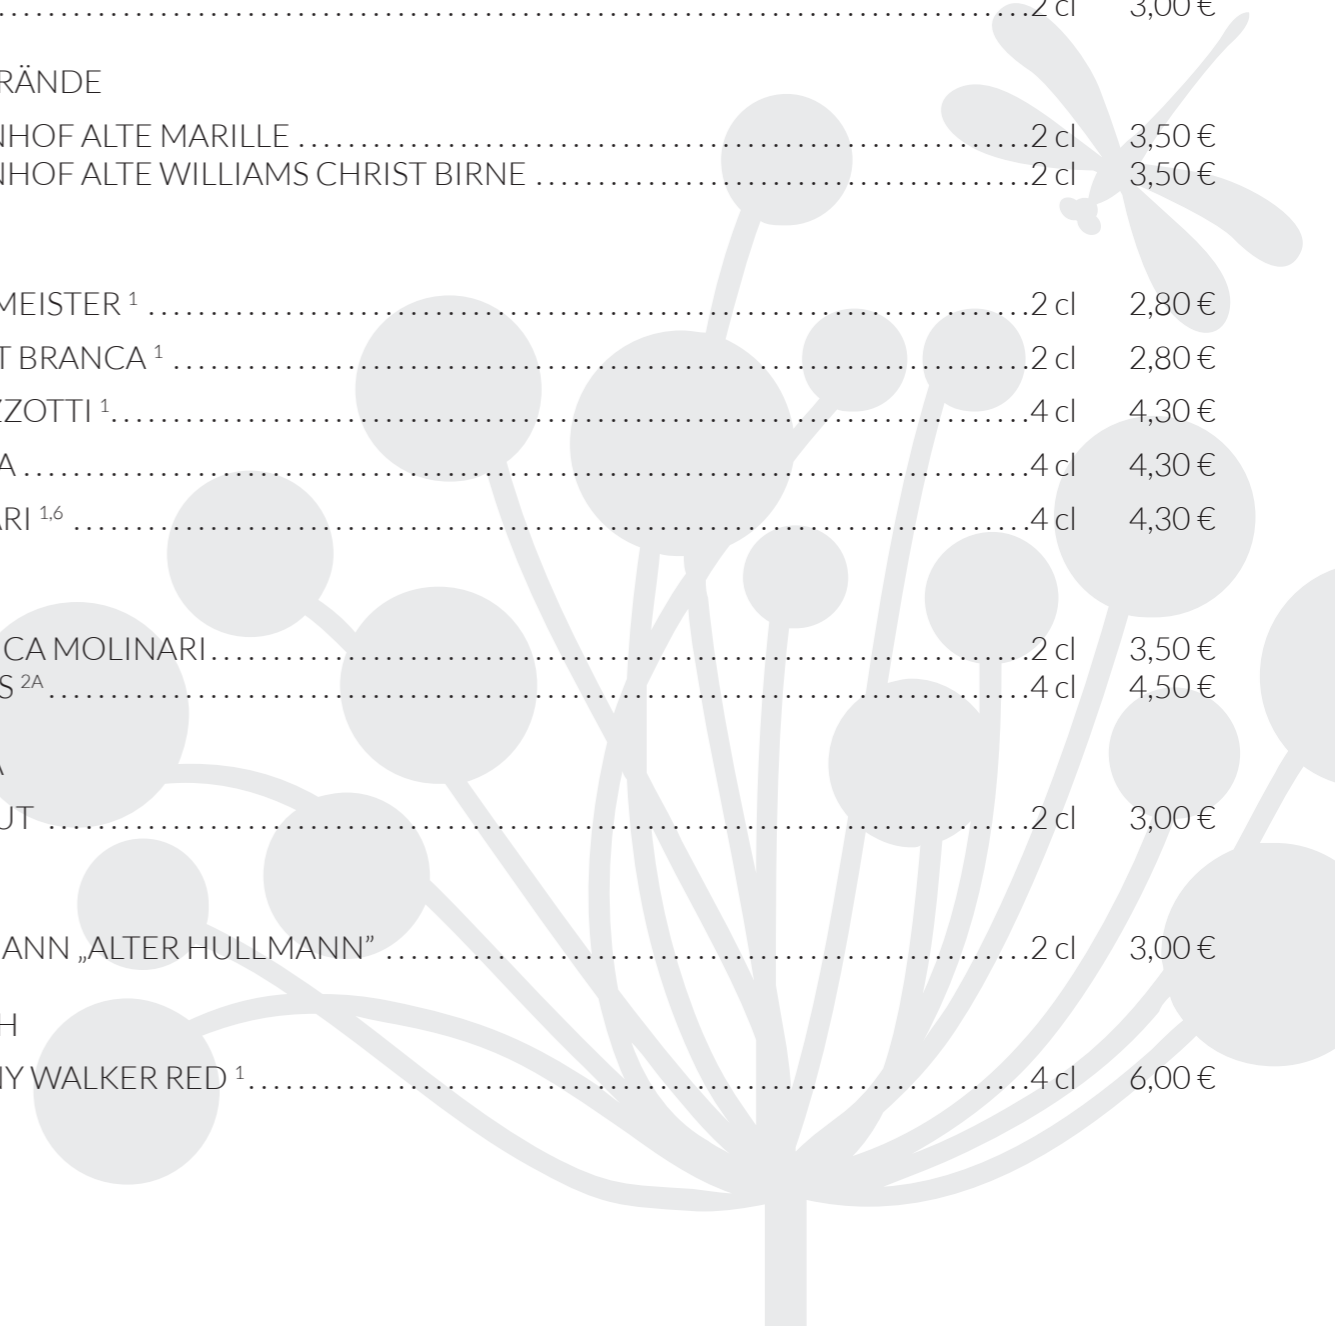 2 cl 3,00 €
RÄNDE
NHOF ALTE MARILLE 2 cl 3,50 €
NHOF ALTE WILLIAMS CHRIST BIRNE 2 cl 3,50 €
MEISTER 1 2 cl 2,80 €
T BRANCA 1 2 cl 2,80 €
ZZOTTI 1 4 cl 4,30 €
A 4 cl 4,30 €
ARI 1,6 4 cl 4,30 €
CA MOLINARI 2 cl 3,50 €
S 2A 4 cl 4,50 €
A
UT 2 cl 3,00 €
ANN „ALTER HULLMANN” 2 cl 3,00 €
H
NY WALKER RED 1 4 cl 6,00 €